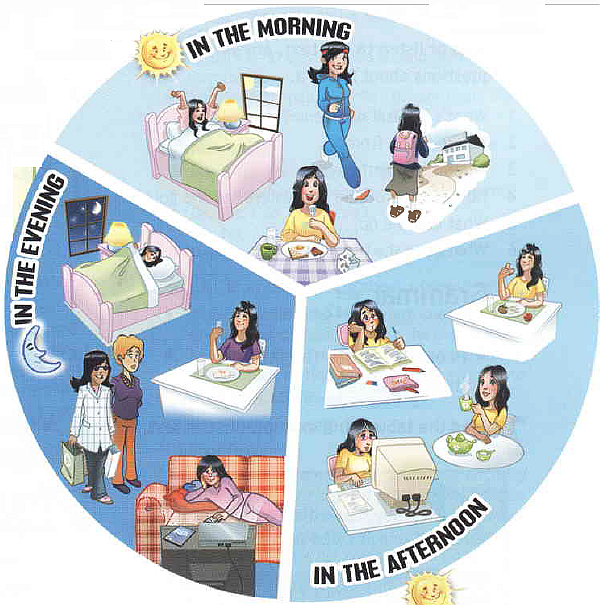 IN THE MORNING
IN THE EVENING
IN THE AFTERNOON